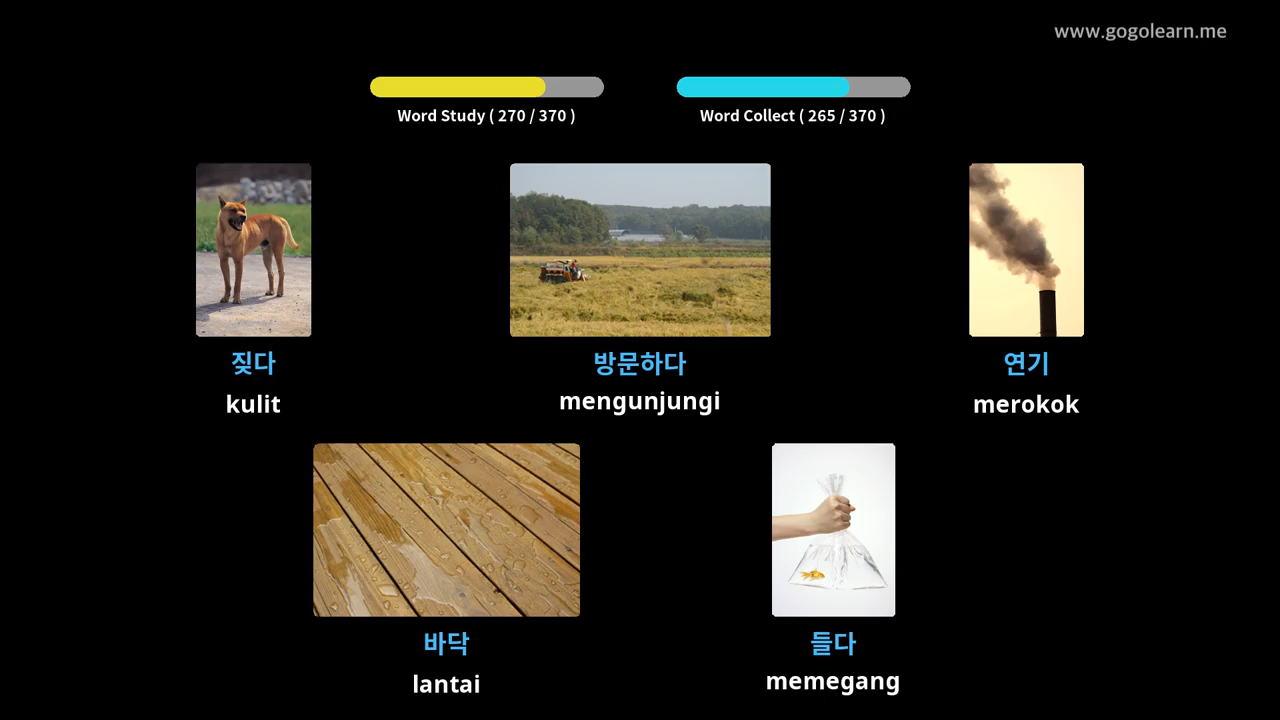 www.gogolearn.me
Word Study ( 270 / 370 )
Word Collect ( 265 / 370 )
짖다
kulit
방문하다
mengunjungi
연기
merokok
바닥
lantai
들다
memegang